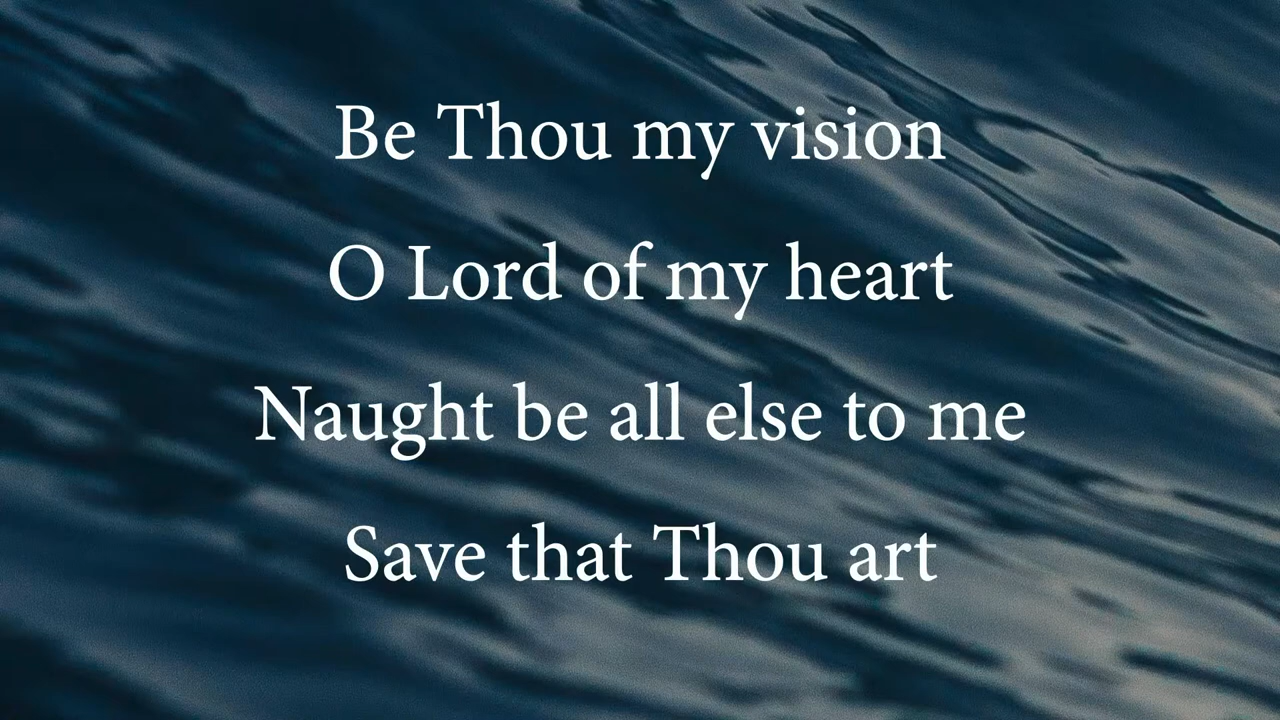 Be Thou my vision
O Lord of my heart
Naught be all else to me
Save that Thou art